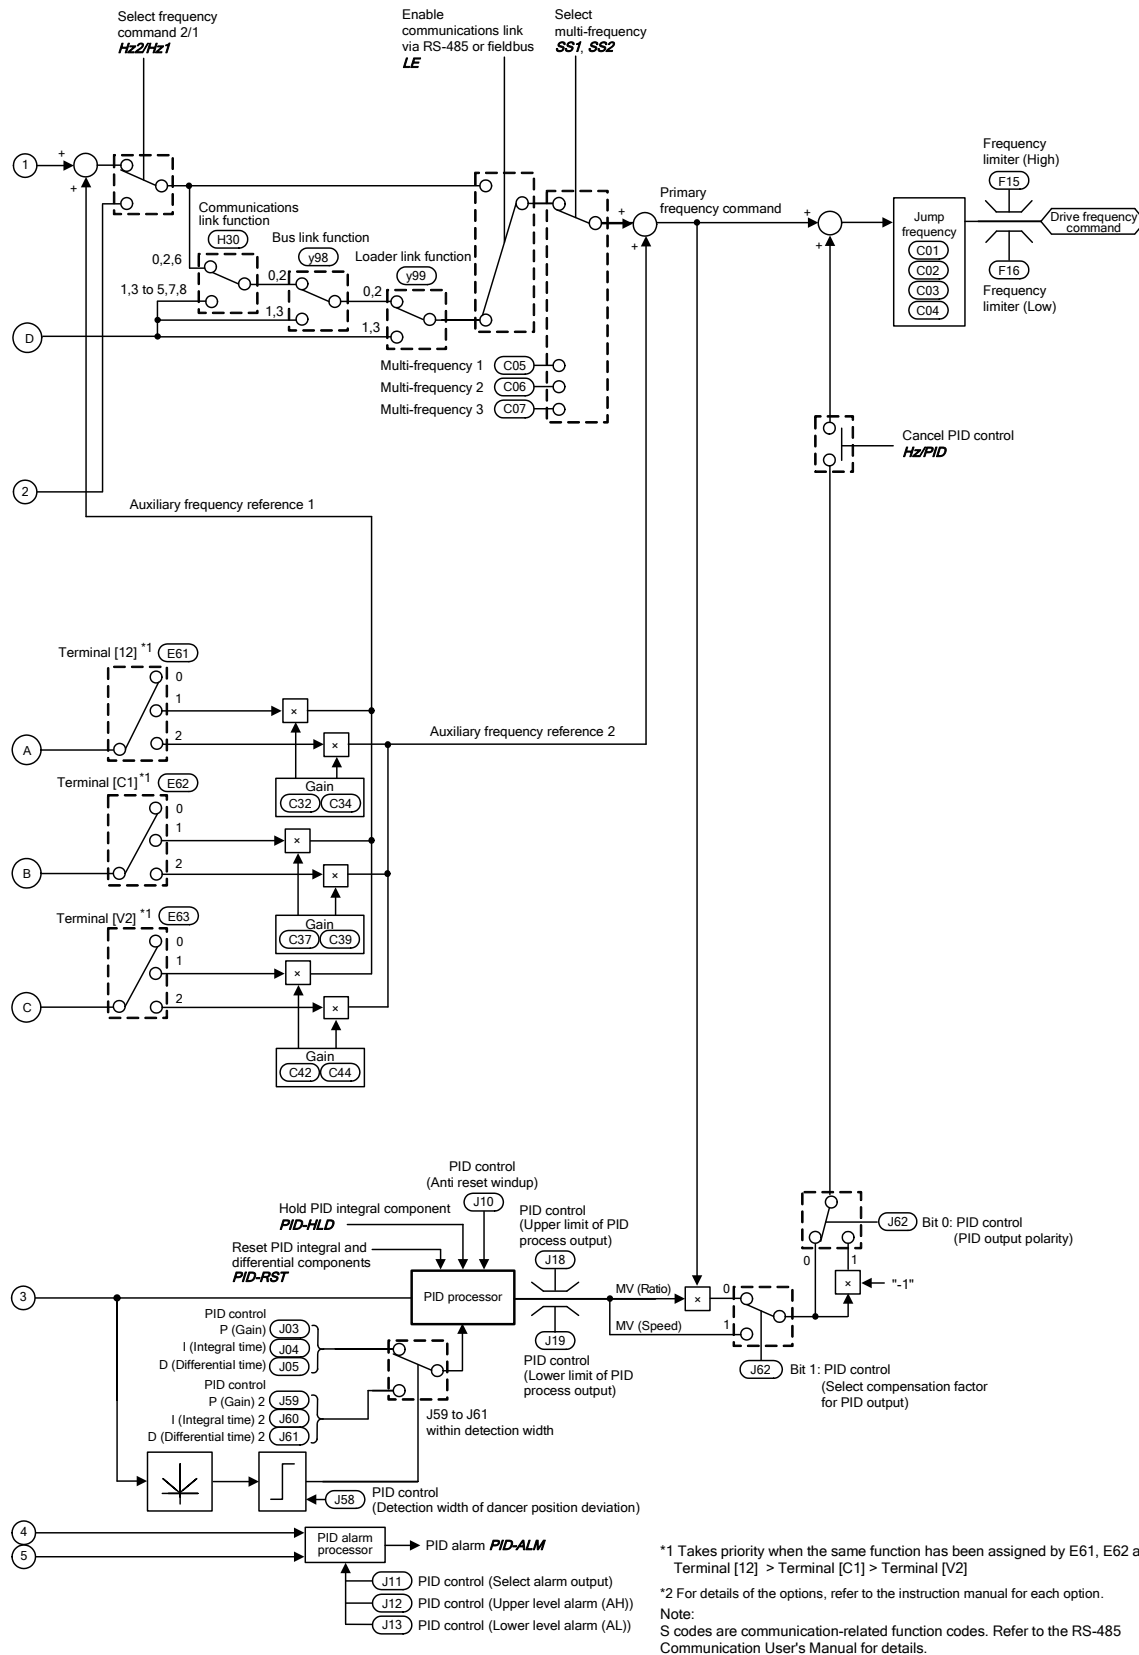 Select frequency
command 2/1
Hz2/Hz1
Enable
communications link
via RS-485 or fieldbus
LE
Select
multi-frequency
SS1, SS2
1
+
+
Communications
link function
H30
0,2,6
1,3 to 5,7,8
Bus link function
y98
0,2
1,3
Loader link function
y99
0,2
1,3
D
Multi-frequency 1 C05
Multi-frequency 2 C06
Multi-frequency 3 C07
+
+
Primary
frequency command
+
+
Jump
frequency
C01
C02
C03
C04
Frequency
limiter (High)
F15
F16
Frequency
limiter (Low)
Drive frequency
command
Cancel PID control
Hz/PID
2
Auxiliary frequency reference 1
Terminal [12] *1 E61
0
1
2
A
×
×
Gain
C32 C34
Auxiliary frequency reference 2
Terminal [C1] *1 E62
0
1
2
B
×
×
Gain
C37 C39
Terminal [V2] *1 E63
0
1
2
C
×
×
Gain
C42 C44
PID control
(Anti reset windup)
J10
Hold PID integral component
PID-HLD
Reset PID integral and
differential components
PID-RST
PID control
(Upper limit of PID
process output)
J18
3
PID processor
J19
PID control
(Lower limit of PID
process output)
MV (Ratio)
MV (Speed)
×
0
1
J62 Bit 1: PID control
(Select compensation factor
for PID output)
J62 Bit 0: PID control
(PID output polarity)
0
1
×
"-1"
PID control
P (Gain) J03
I (Integral time) J04
D (Differential time) J05
PID control
P (Gain) 2 J59
I (Integral time) 2 J60
D (Differential time) 2 J61
J59 to J61
within detection width
J58 PID control
(Detection width of dancer position deviation)
4
5
PID alarm
processor
PID alarm PID-ALM
J11 PID control (Select alarm output)
J12 PID control (Upper level alarm (AH))
J13 PID control (Lower level alarm (AL))
*1 Takes priority when the same function has been assigned by E61, E62 a
Terminal [12] > Terminal [C1] > Terminal [V2]
*2 For details of the options, refer to the instruction manual for each option.
Note:
S codes are communication-related function codes. Refer to the RS-485
Communication User's Manual for details.